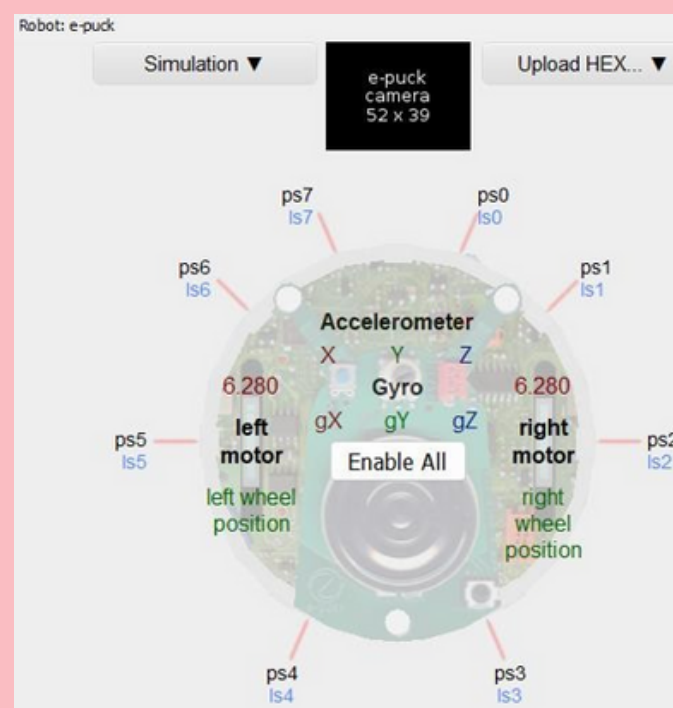 Robot: e-puck
Simulation ▼
e-puck
camera
52 x 39
Upload HEX... ▼
ps7
ls7
ps0
ls0
ps6
ls6
ps1
ls1
Accelerometer
X Y Z
6.280
Gyro
6.280
gX gY gZ
left
motor
right
motor
ps5
ls5
ps2
ls2
Enable All
left wheel
position
right
wheel
position
ps4
ls4
ps3
ls3